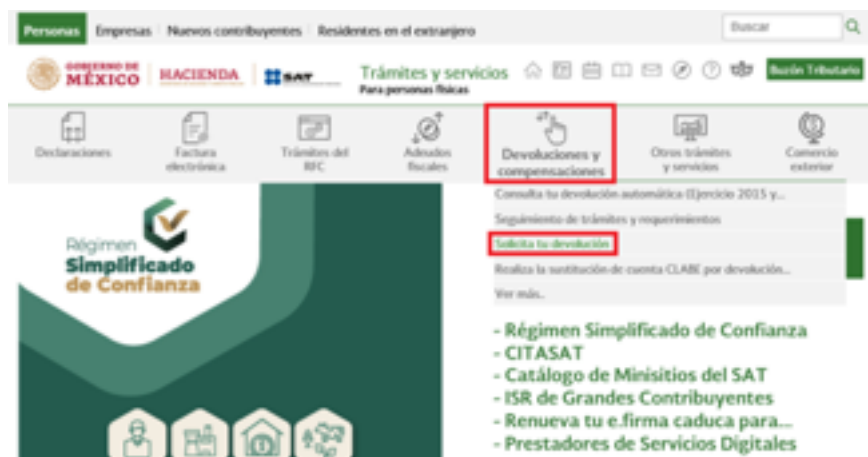 Personas Empresas Nuevos contribuyentes Residentes en el extranjero Buscar
GOBIERNO DE MÉXICO HACIENDA SAT Trámites y servicios Buzón Tributario
Para personas físicas
Declaraciones
Factura electrónica
Trámites del RFC
Adeudos fiscales
Devoluciones y compensaciones
Otros trámites y servicios
Comercio exterior
Consulta tu devolución automática (Ejercicio 2015 y...
Seguimiento de trámites y requerimientos
Solicita tu devolución
Realiza la sustitución de cuenta CLABE por devolución...
Ver más..
Régimen
Simplificado
de Confianza
- Régimen Simplificado de Confianza
- CITASAT
- Catálogo de Minisitios del SAT
- ISR de Grandes Contribuyentes
- Renueva tu e.firma caduca para...
- Prestadores de Servicios Digitales